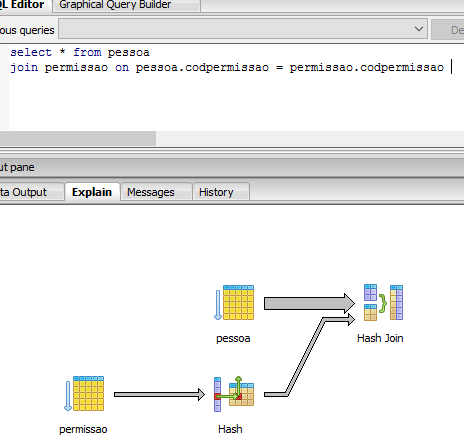 QL Editor
Graphical Query Builder
ous queries
De
select * from pessoa
join permissao on pessoa.codpermissao = permissao.codpermissao
ut pane
ta Output
Explain
Messages
History
pessoa
Hash Join
permissao
Hash